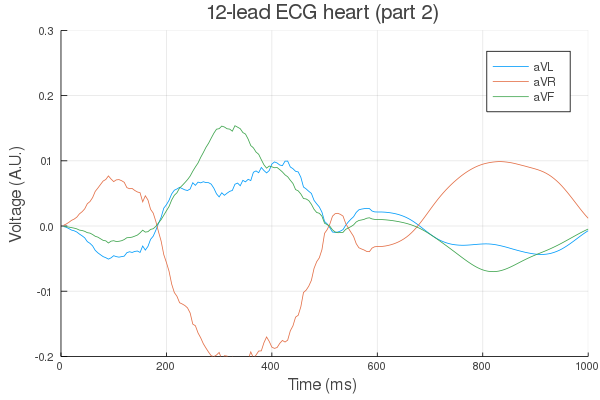 12-lead ECG heart (part 2)
0.3
0.2
0.1
0.0
-0.1
-0.2
Voltage (A.U.)
aVL
aVR
aVF
0 200 400 600 800 1000
Time (ms)